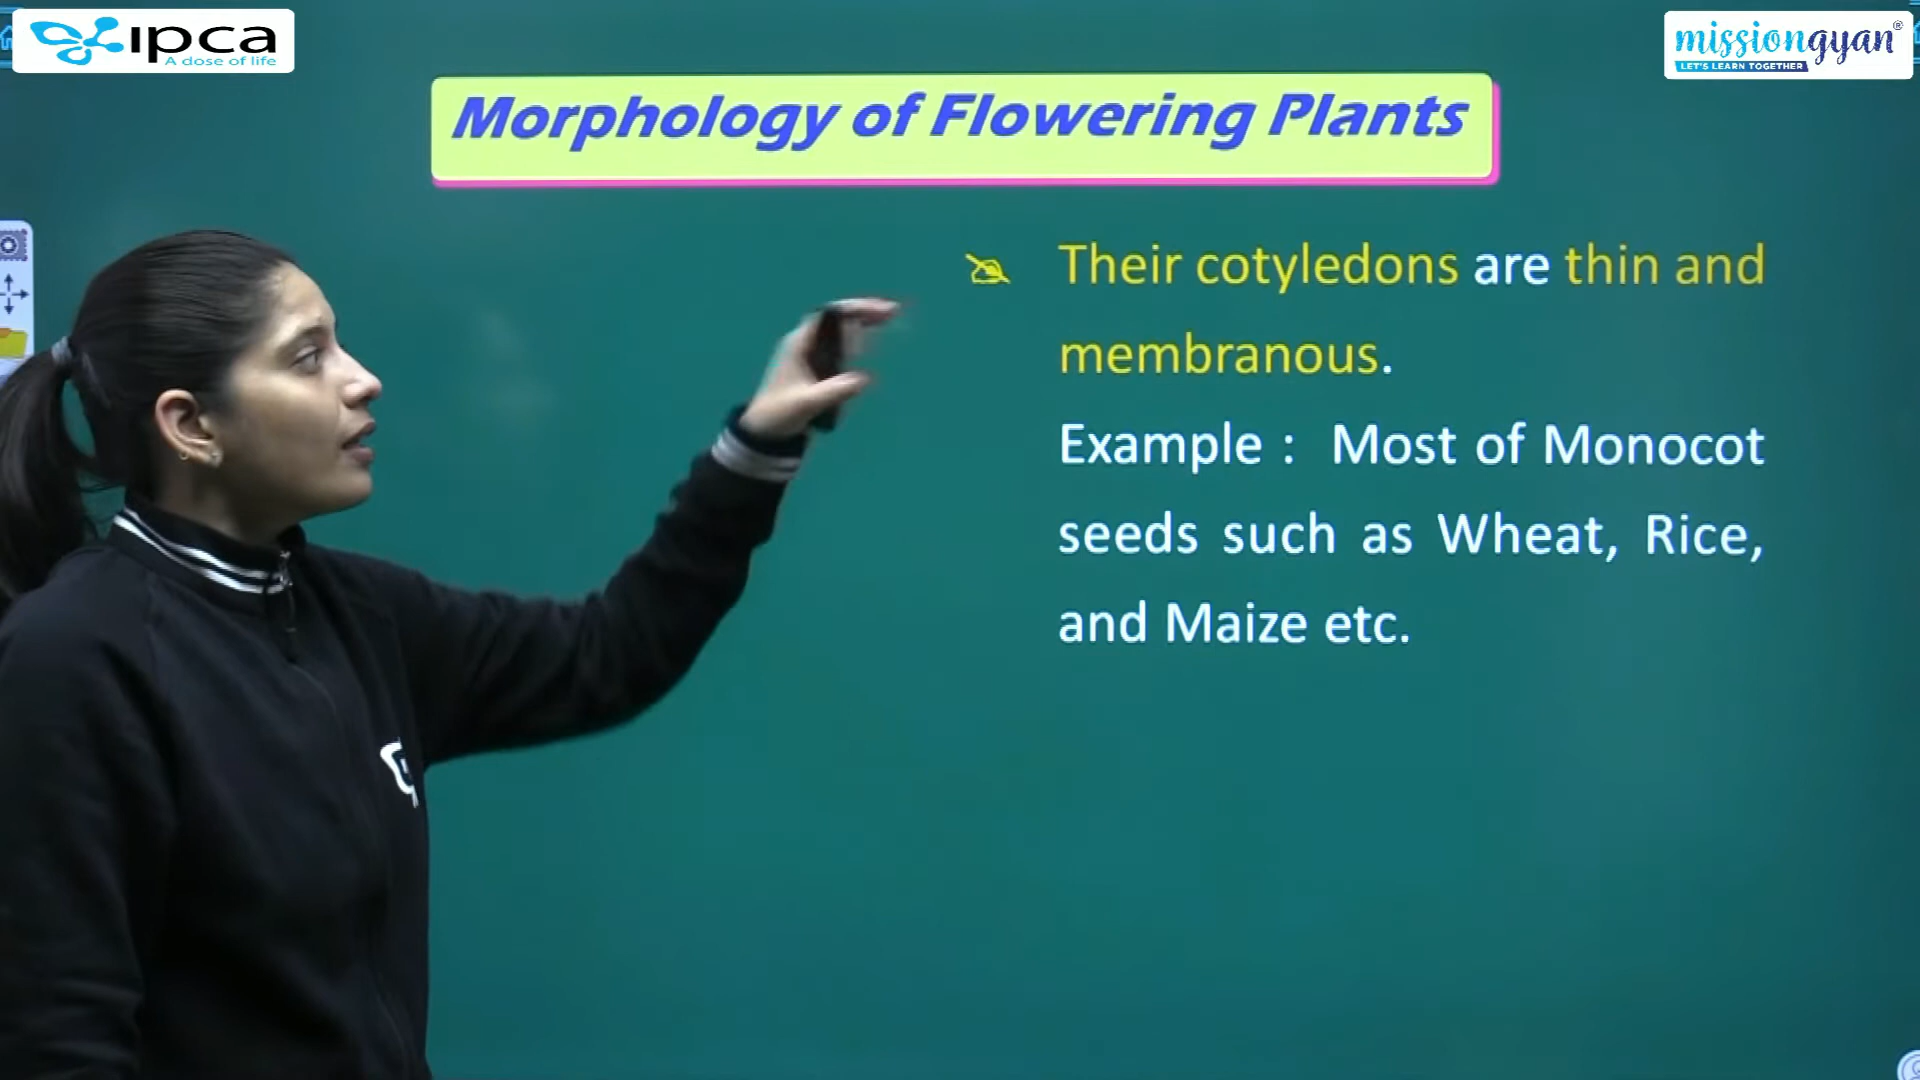 ipca
A dose of life
missiongyan®
LET'S LEARN TOGETHER
Morphology of Flowering Plants
Their cotyledons are thin and
membranous.
Example : Most of Monocot
seeds such as Wheat, Rice,
and Maize etc.